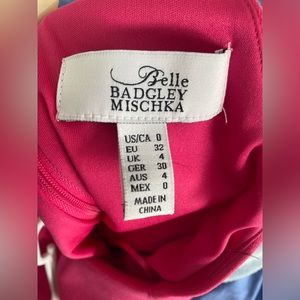 Belle
BADGLEY
MISCHKA
US/CA 0
EU 32
UK 4
GER 30
AUS 4
MEX 0
MADE IN
CHINA